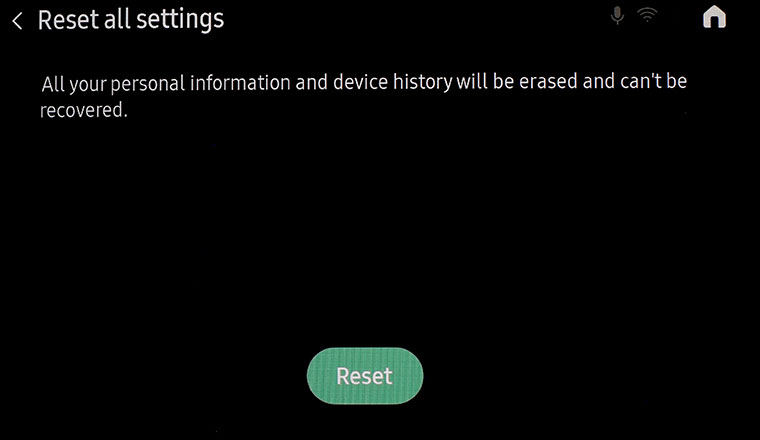 Reset all settings
All your personal information and device history will be erased and can't be
recovered.
Reset